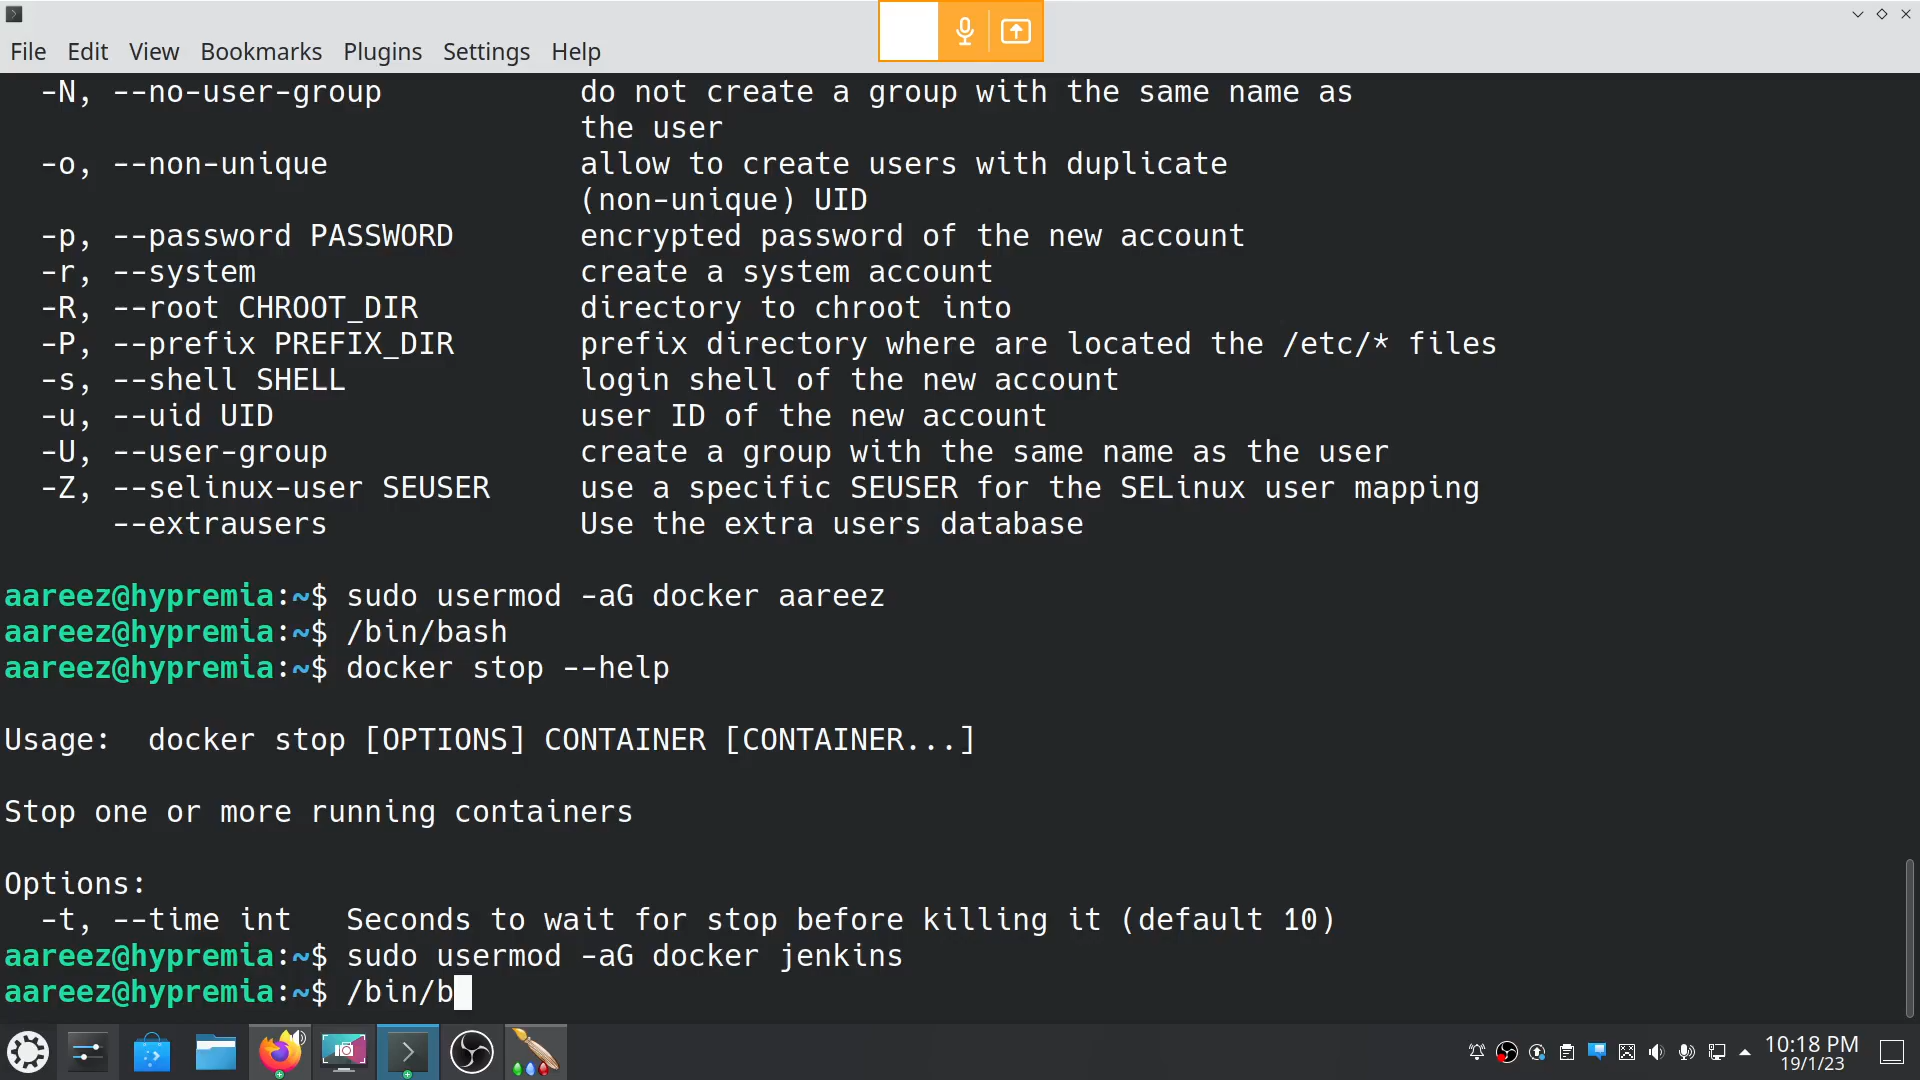 File Edit View Bookmarks Plugins Settings Help
-N, --no-user-group do not create a group with the same name as
the user
-o, --non-unique allow to create users with duplicate
(non-unique) UID
-p, --password PASSWORD encrypted password of the new account
-r, --system create a system account
-R, --root CHROOT_DIR directory to chroot into
-P, --prefix PREFIX_DIR prefix directory where are located the /etc/* files
-s, --shell SHELL login shell of the new account
-u, --uid UID user ID of the new account
-U, --user-group create a group with the same name as the user
-Z, --selinux-user SEUSER use a specific SEUSER for the SELinux user mapping
--extrausers Use the extra users database
aareez@hypremia:~$ sudo usermod -aG docker aareez
aareez@hypremia:~$ /bin/bash
aareez@hypremia:~$ docker stop --help
Usage: docker stop [OPTIONS] CONTAINER [CONTAINER...]
Stop one or more running containers
Options:
-t, --time int Seconds to wait for stop before killing it (default 10)
aareez@hypremia:~$ sudo usermod -aG docker jenkins
aareez@hypremia:~$ /bin/b
10:18 PM
19/1/23